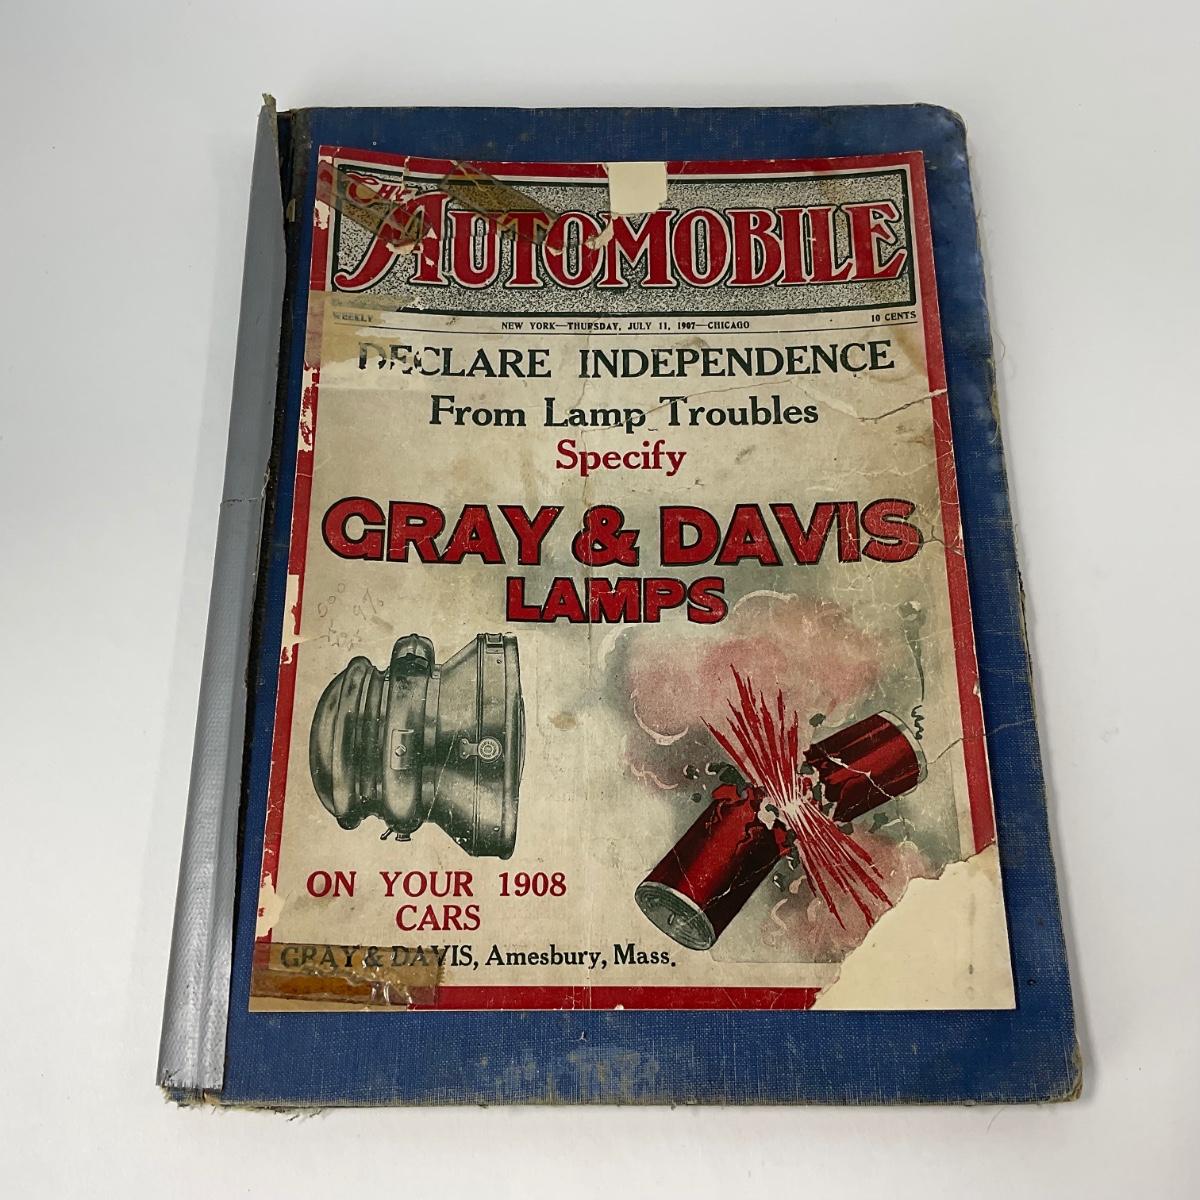 The
AUTOMOBILE
WEEKLY
NEW YORK—THURSDAY, JULY 11, 1907—CHICAGO
10 CENTS
DECLARE INDEPENDENCE
From Lamp Troubles
Specify
GRAY & DAVIS
LAMPS
ON YOUR 1908
CARS
GRAY & DAVIS, Amesbury, Mass.